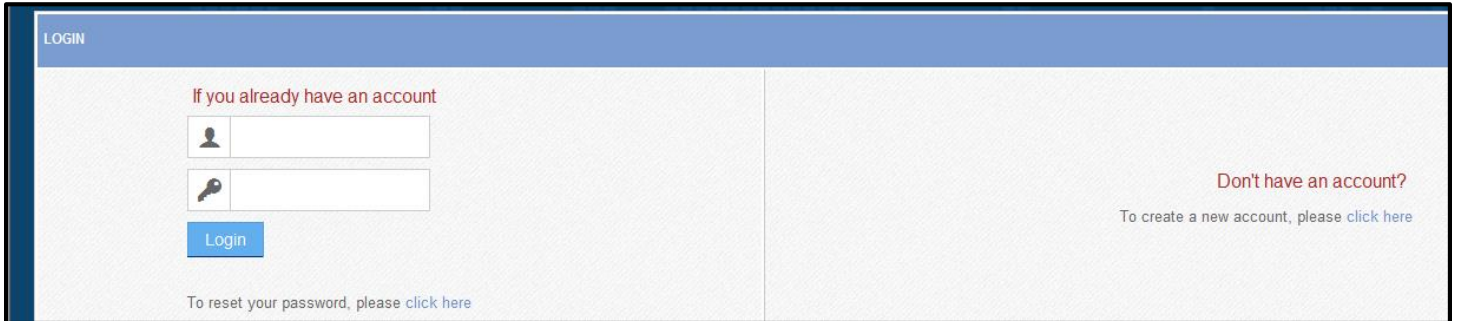 LOGIN
If you already have an account
Login
To reset your password, please click here
Don't have an account?
To create a new account, please click here